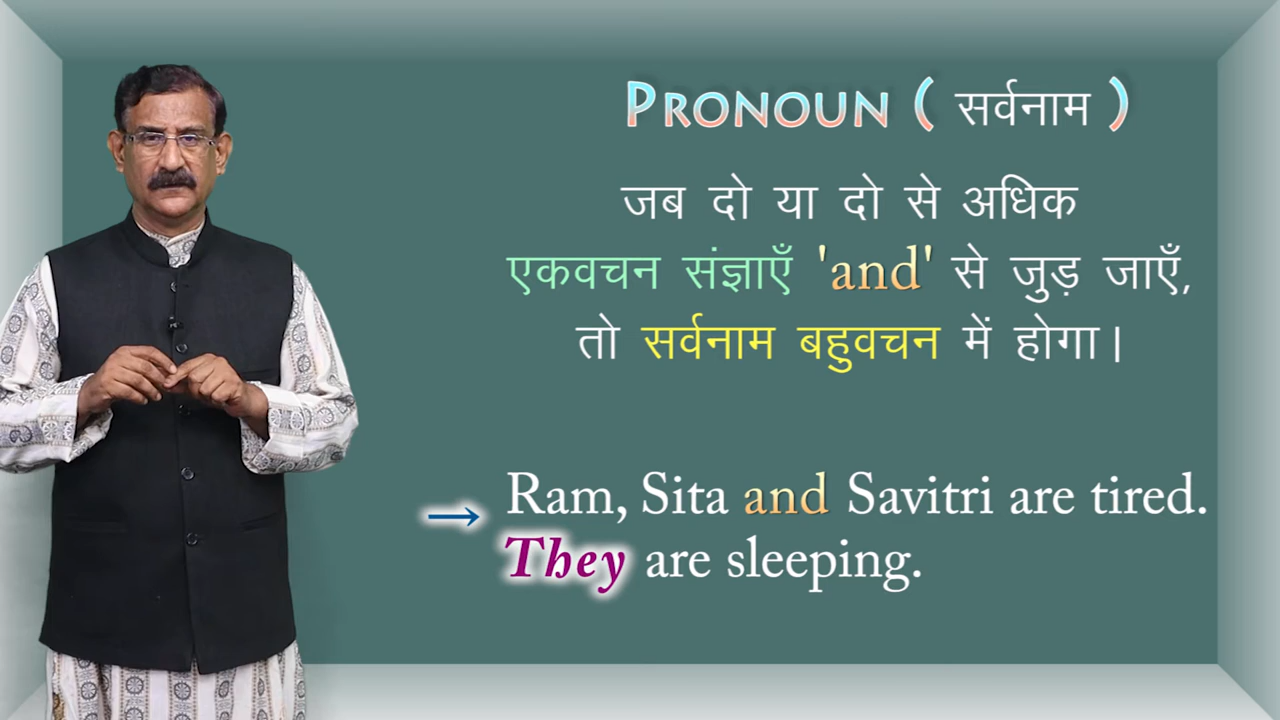 PRONOUN ( सर्वनाम )
जब दो या दो से अधिक
एकवचन संज्ञाएँ 'and' से जुड़ जाएँ,
तो सर्वनाम बहुवचन में होगा।
→ Ram, Sita and Savitri are tired.
They are sleeping.